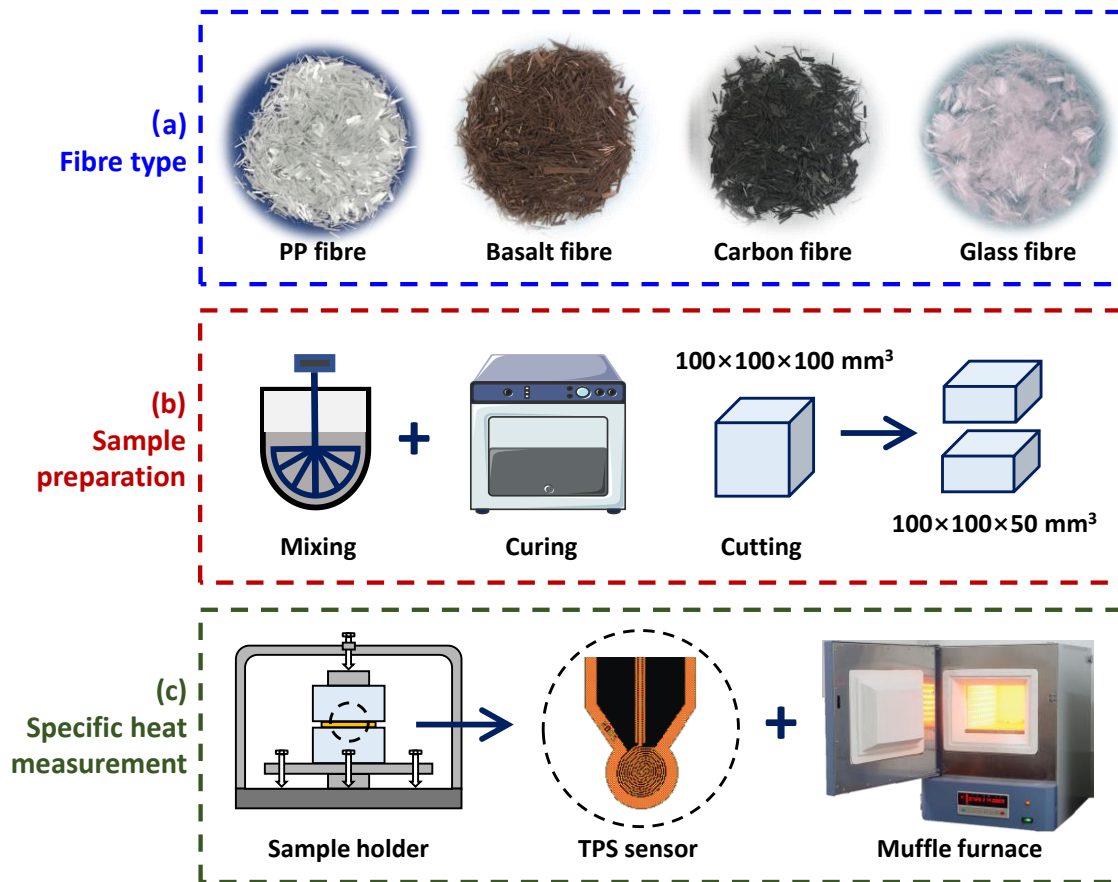 (a)
Fibre type
PP fibre
Basalt fibre
Carbon fibre
Glass fibre
(b)
Sample
preparation
100×100×100 mm³
100×100×50 mm³
Mixing
Curing
Cutting
(c)
Specific heat
measurement
Sample holder
TPS sensor
Muffle furnace